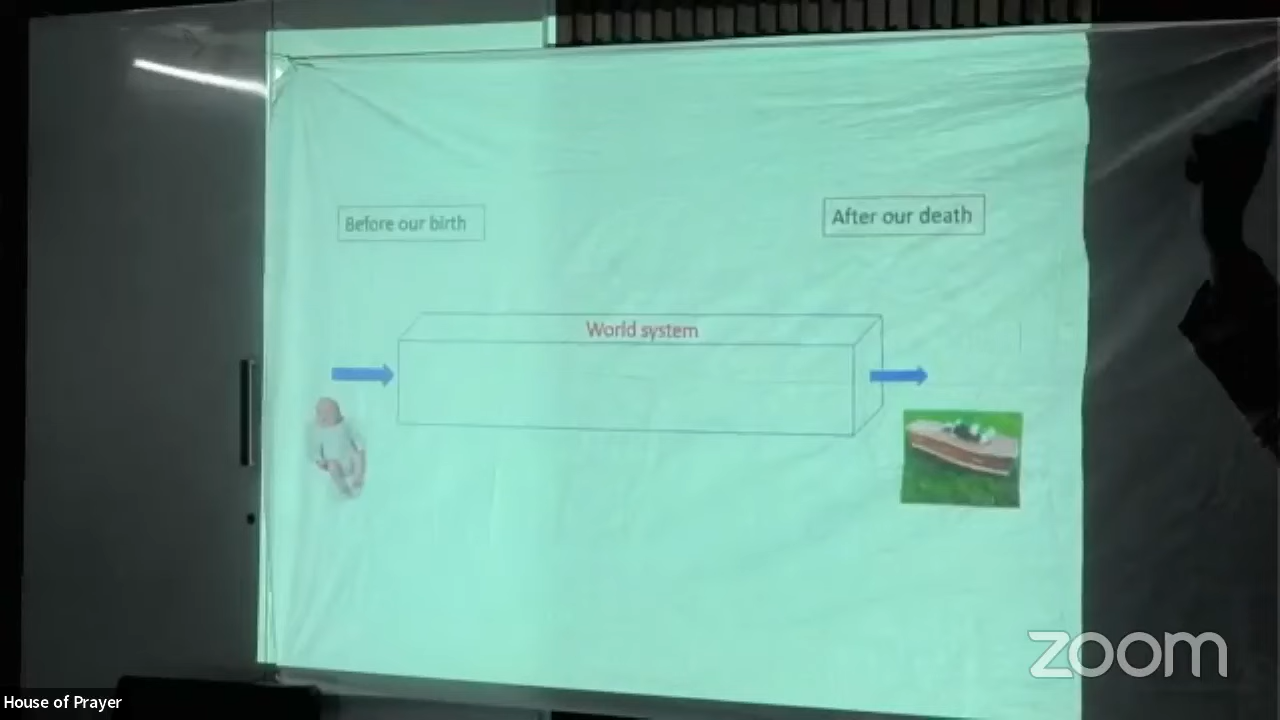 Before our birth
After our death
World system
zoom
House of Prayer